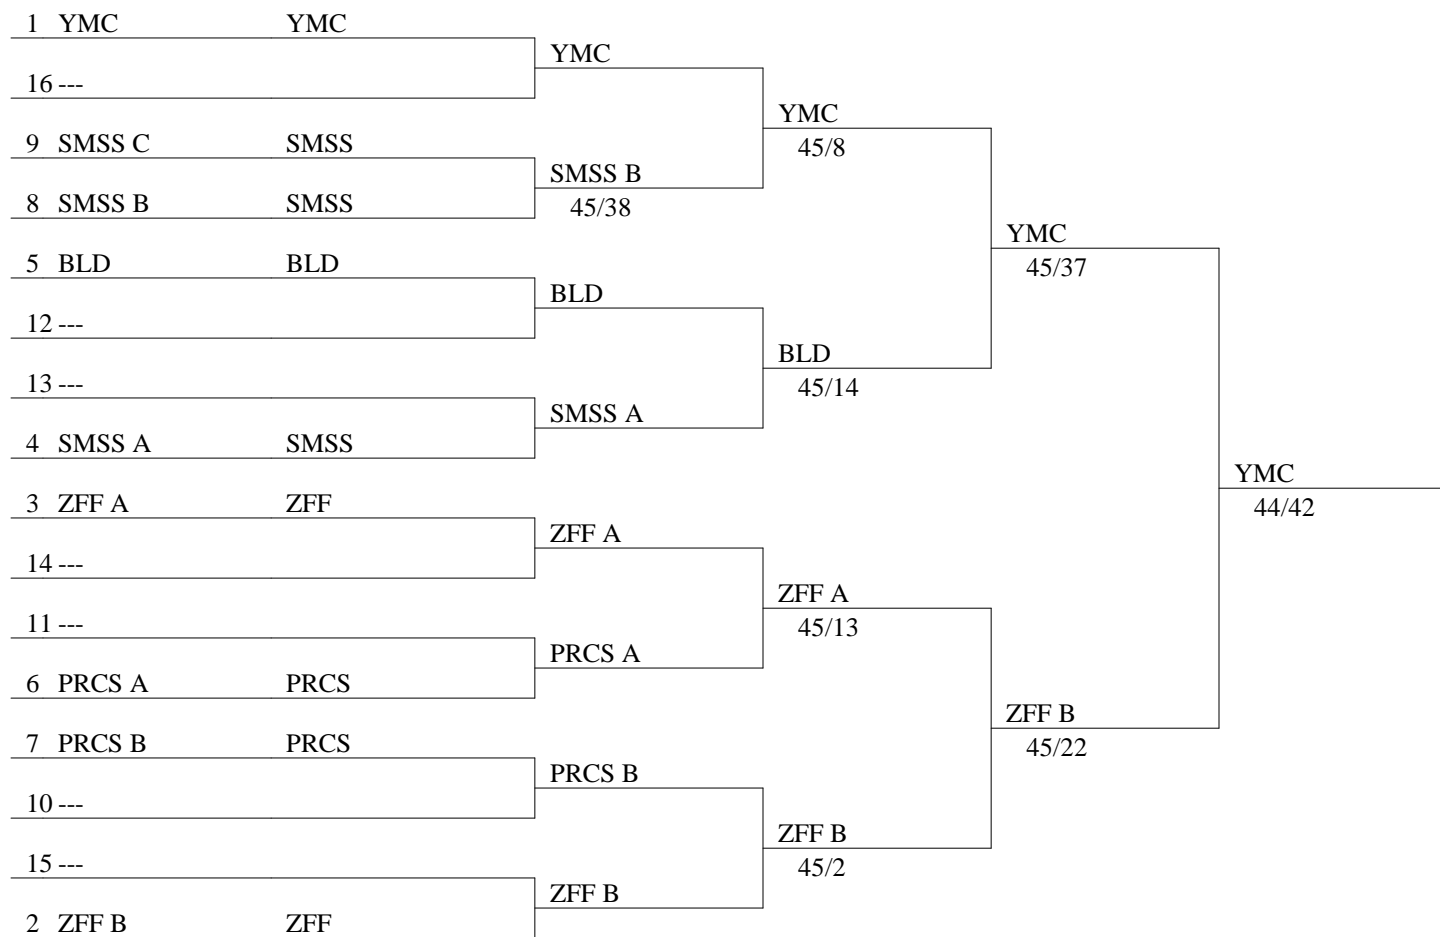 1 YMC YMC
YMC
16 ---
YMC
45/8
9 SMSS C SMSS
SMSS B
45/38
8 SMSS B SMSS
YMC
45/37
5 BLD BLD
BLD
12 ---
BLD
45/14
13 ---
SMSS A
4 SMSS A SMSS
YMC
44/42
3 ZFF A ZFF
ZFF A
14 ---
ZFF A
45/13
11 ---
PRCS A
6 PRCS A PRCS
ZFF B
45/22
7 PRCS B PRCS
PRCS B
10 ---
ZFF B
45/2
15 ---
ZFF B
2 ZFF B ZFF